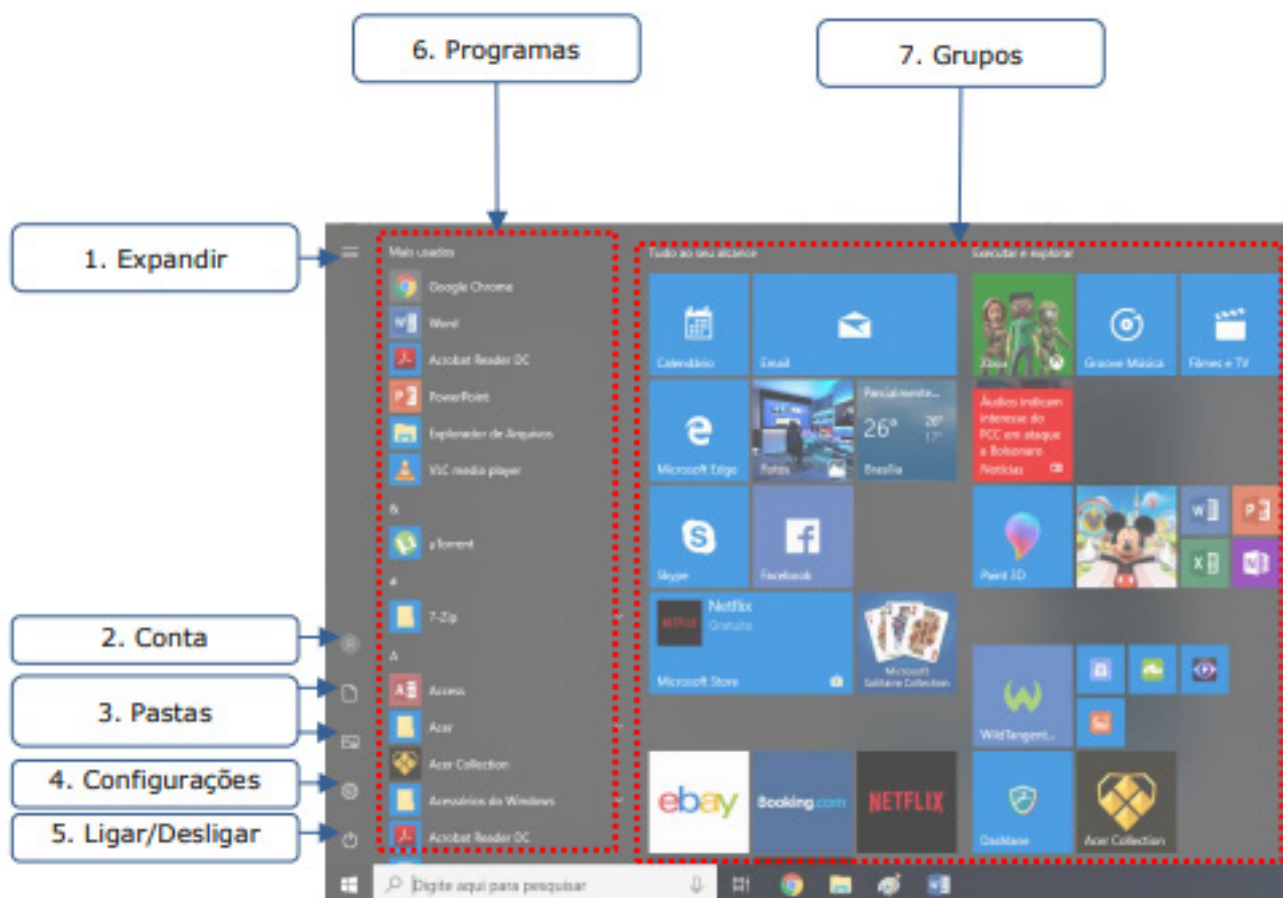 6. Programas
7. Grupos
1. Expandir
2. Conta
3. Pastas
4. Configurações
5. Ligar/Desligar
Mais usados
Google Chrome
Word
Acrobat Reader DC
PowerPoint
Explorador de Arquivos
VLC media player
&
µTorrent
#
7-Zip
A
Access
Acer
Acer Collection
Acessórios do Windows
Acrobat Reader DC
Tudo ao seu alcance
Calendário
Email
Microsoft Edge
Fotos
Parcialmente...
26° 28°
17°
Brasília
Skype
Facebook
NETFLIX
Netflix
Gratuito
Microsoft Store
Microsoft
Solitaire Collection
ebay
Booking.com
NETFLIX
Executar e explorar
Xbox
Groove Música
Filmes e TV
Áudios indicam
interesse do
PCC em ataque
a Bolsonaro
Notícias
Paint 3D
WildTangent...
Dashlane
Acer Collection
Digite aqui para pesquisar